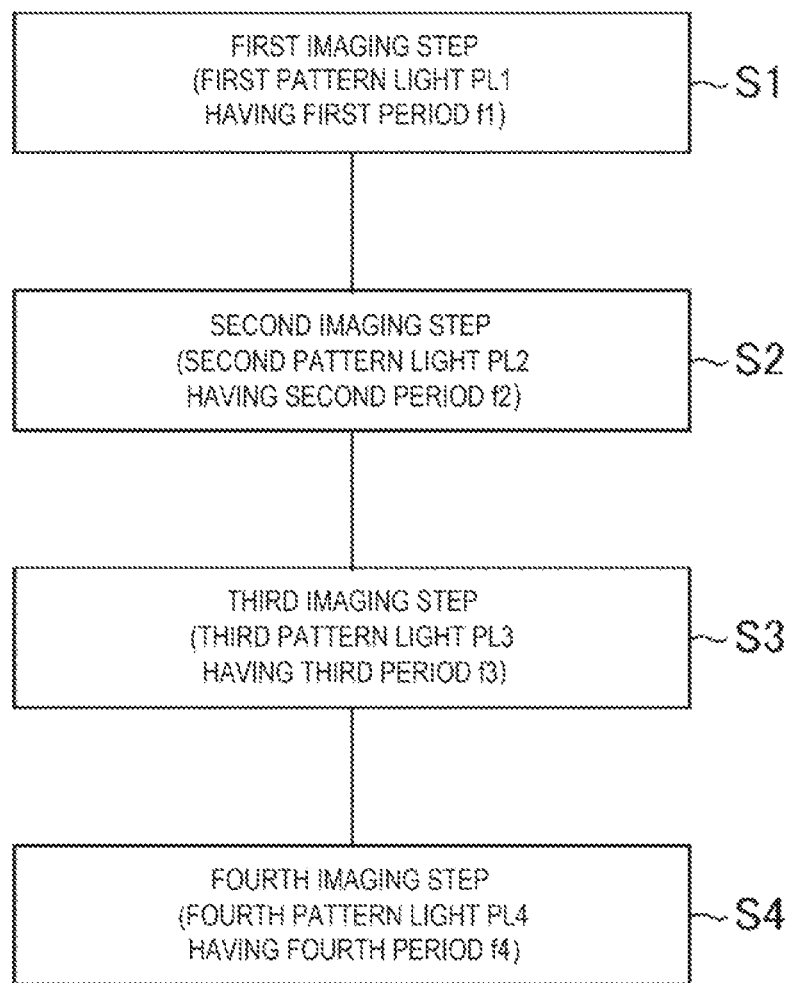 FIRST IMAGING STEP
(FIRST PATTERN LIGHT PL1
HAVING FIRST PERIOD f1)
S1
SECOND IMAGING STEP
(SECOND PATTERN LIGHT PL2
HAVING SECOND PERIOD f2)
S2
THIRD IMAGING STEP
(THIRD PATTERN LIGHT PL3
HAVING THIRD PERIOD f3)
S3
FOURTH IMAGING STEP
(FOURTH PATTERN LIGHT PL4
HAVING FOURTH PERIOD f4)
S4